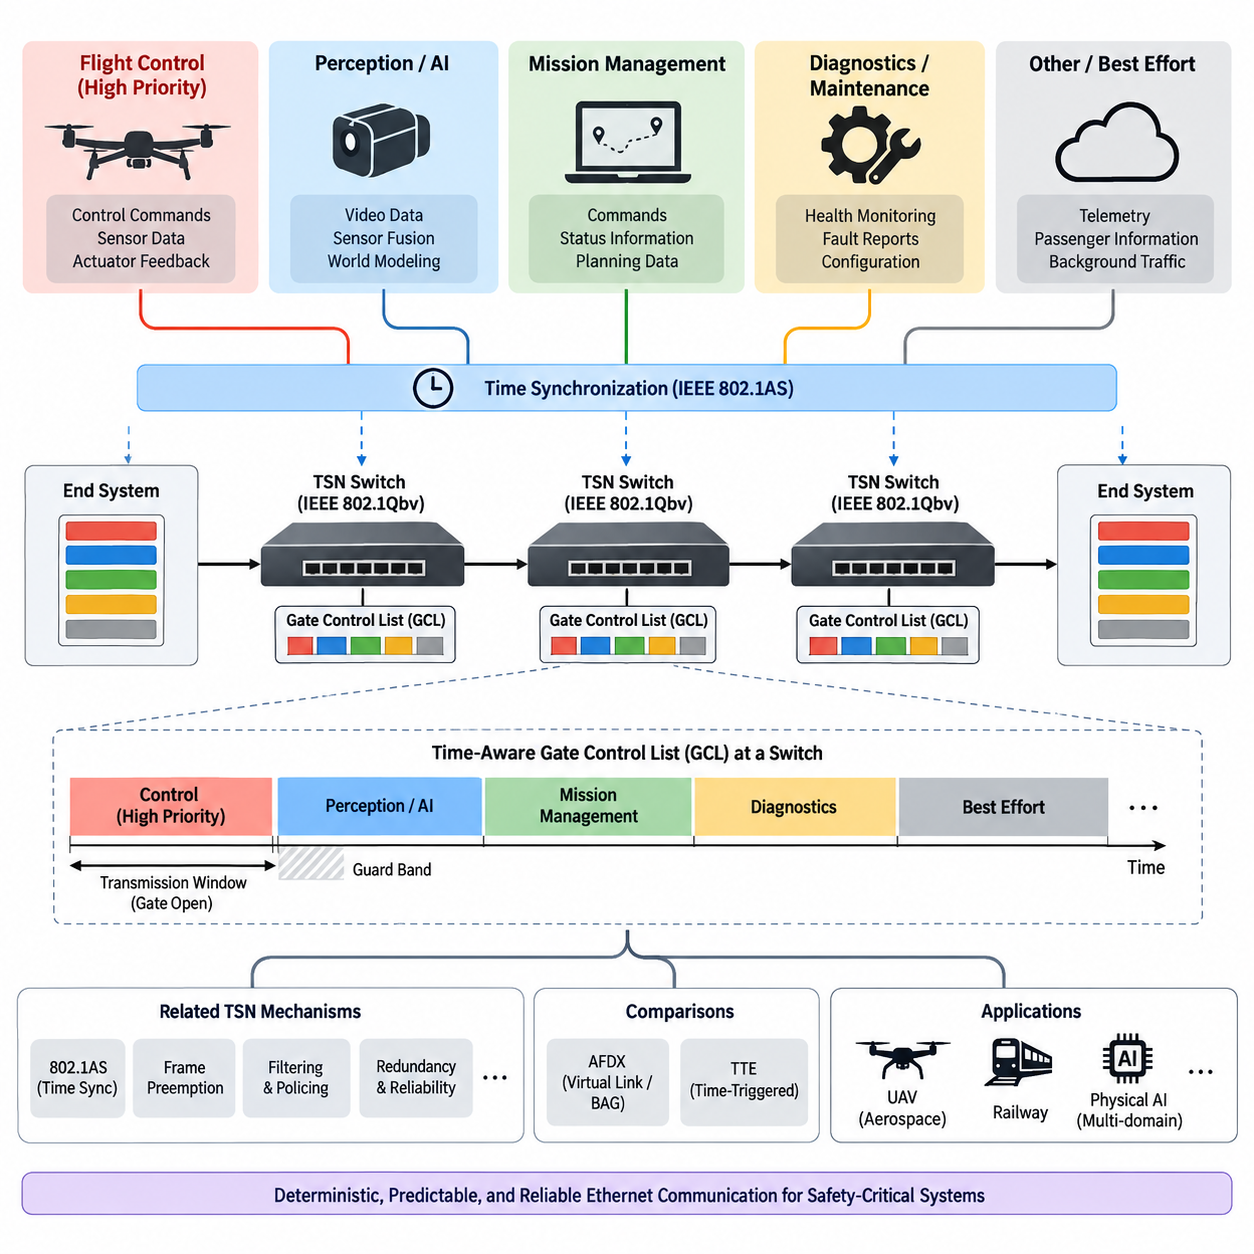 Flight Control
(High Priority)
Control Commands
Sensor Data
Actuator Feedback
Perception / AI
Video Data
Sensor Fusion
World Modeling
Mission Management
Commands
Status Information
Planning Data
Diagnostics /
Maintenance
Health Monitoring
Fault Reports
Configuration
Other / Best Effort
Telemetry
Passenger Information
Background Traffic
Time Synchronization (IEEE 802.1AS)
End System
TSN Switch
(IEEE 802.1Qbv)
Gate Control List (GCL)
TSN Switch
(IEEE 802.1Qbv)
Gate Control List (GCL)
TSN Switch
(IEEE 802.1Qbv)
Gate Control List (GCL)
End System
Time-Aware Gate Control List (GCL) at a Switch
Control
(High Priority)
Perception / AI
Mission
Management
Diagnostics
Best Effort
...
Time
Transmission Window
(Gate Open)
Guard Band
Related TSN Mechanisms
802.1AS
(Time Sync)
Frame
Preemption
Filtering
& Policing
Redundancy
& Reliability
...
Comparisons
AFDX
(Virtual Link /
BAG)
TTE
(Time-Triggered)
Applications
UAV
(Aerospace)
Railway
AI
Physical AI
(Multi-domain)
...
Deterministic, Predictable, and Reliable Ethernet Communication for Safety-Critical Systems